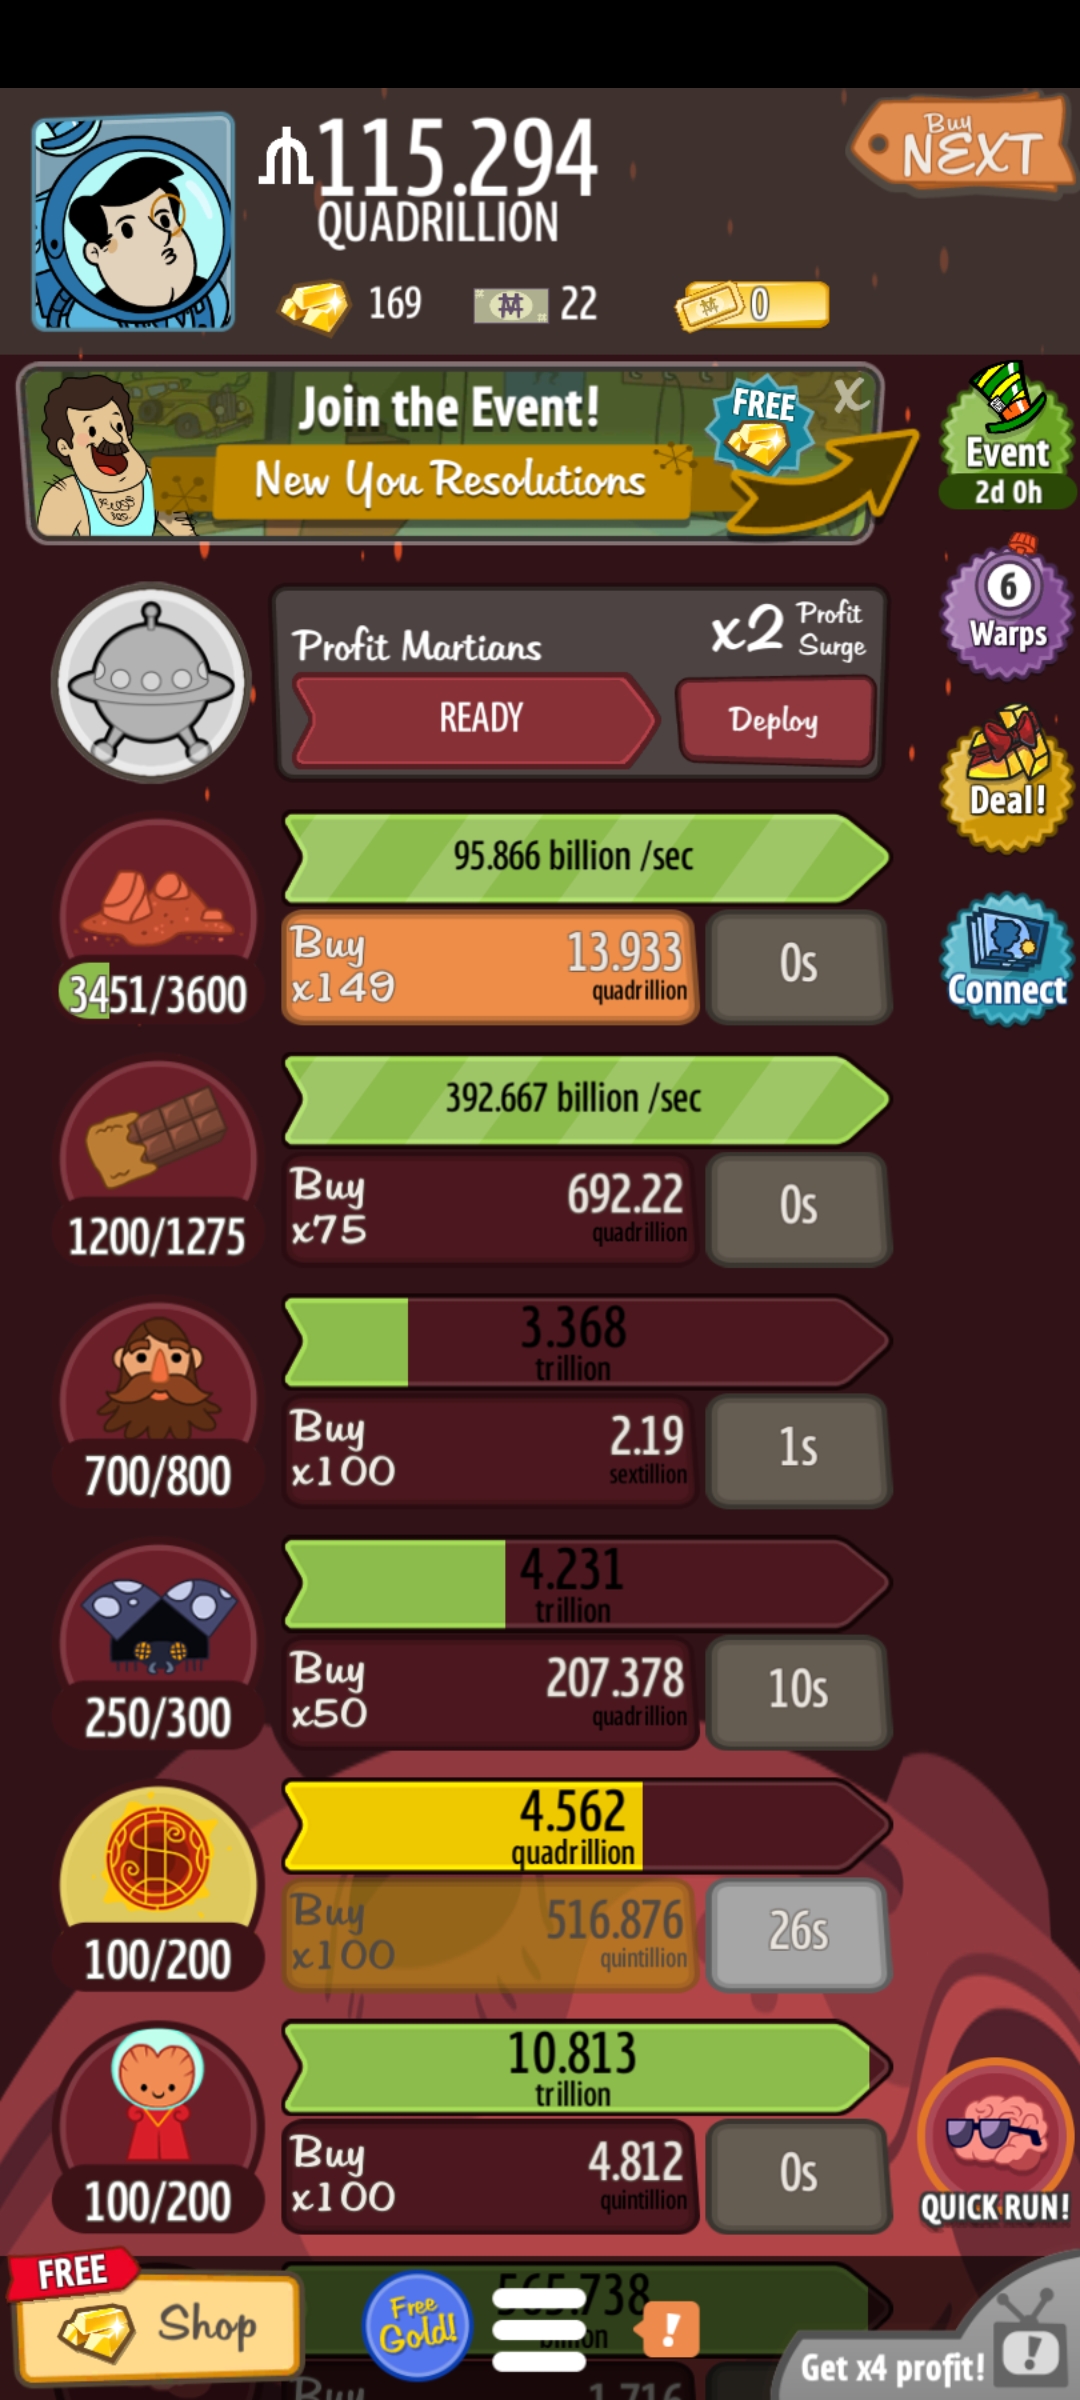 115.294
QUADRILLION
Buy
NEXT
169
22
0
Join the Event!
New You Resolutions
FREE
X
Event
2d 0h
6
Warps
Deal!
Connect
Profit Martians
x2 Profit Surge
READY
Deploy
95.866 billion /sec
Buy x149
13.933 quadrillion
0s
3451/3600
392.667 billion /sec
Buy x75
692.22 quadrillion
0s
1200/1275
3.368
trillion
Buy x100
2.19 sextillion
1s
700/800
4.231
trillion
Buy x50
207.378 quadrillion
10s
250/300
4.562
quadrillion
Buy x100
516.876 quintillion
26s
100/200
10.813
trillion
Buy x100
4.812 quintillion
0s
100/200
QUICK RUN!
FREE
Shop
Free Gold!
565.738
!
Get x4 profit!
!
Buy
1.716